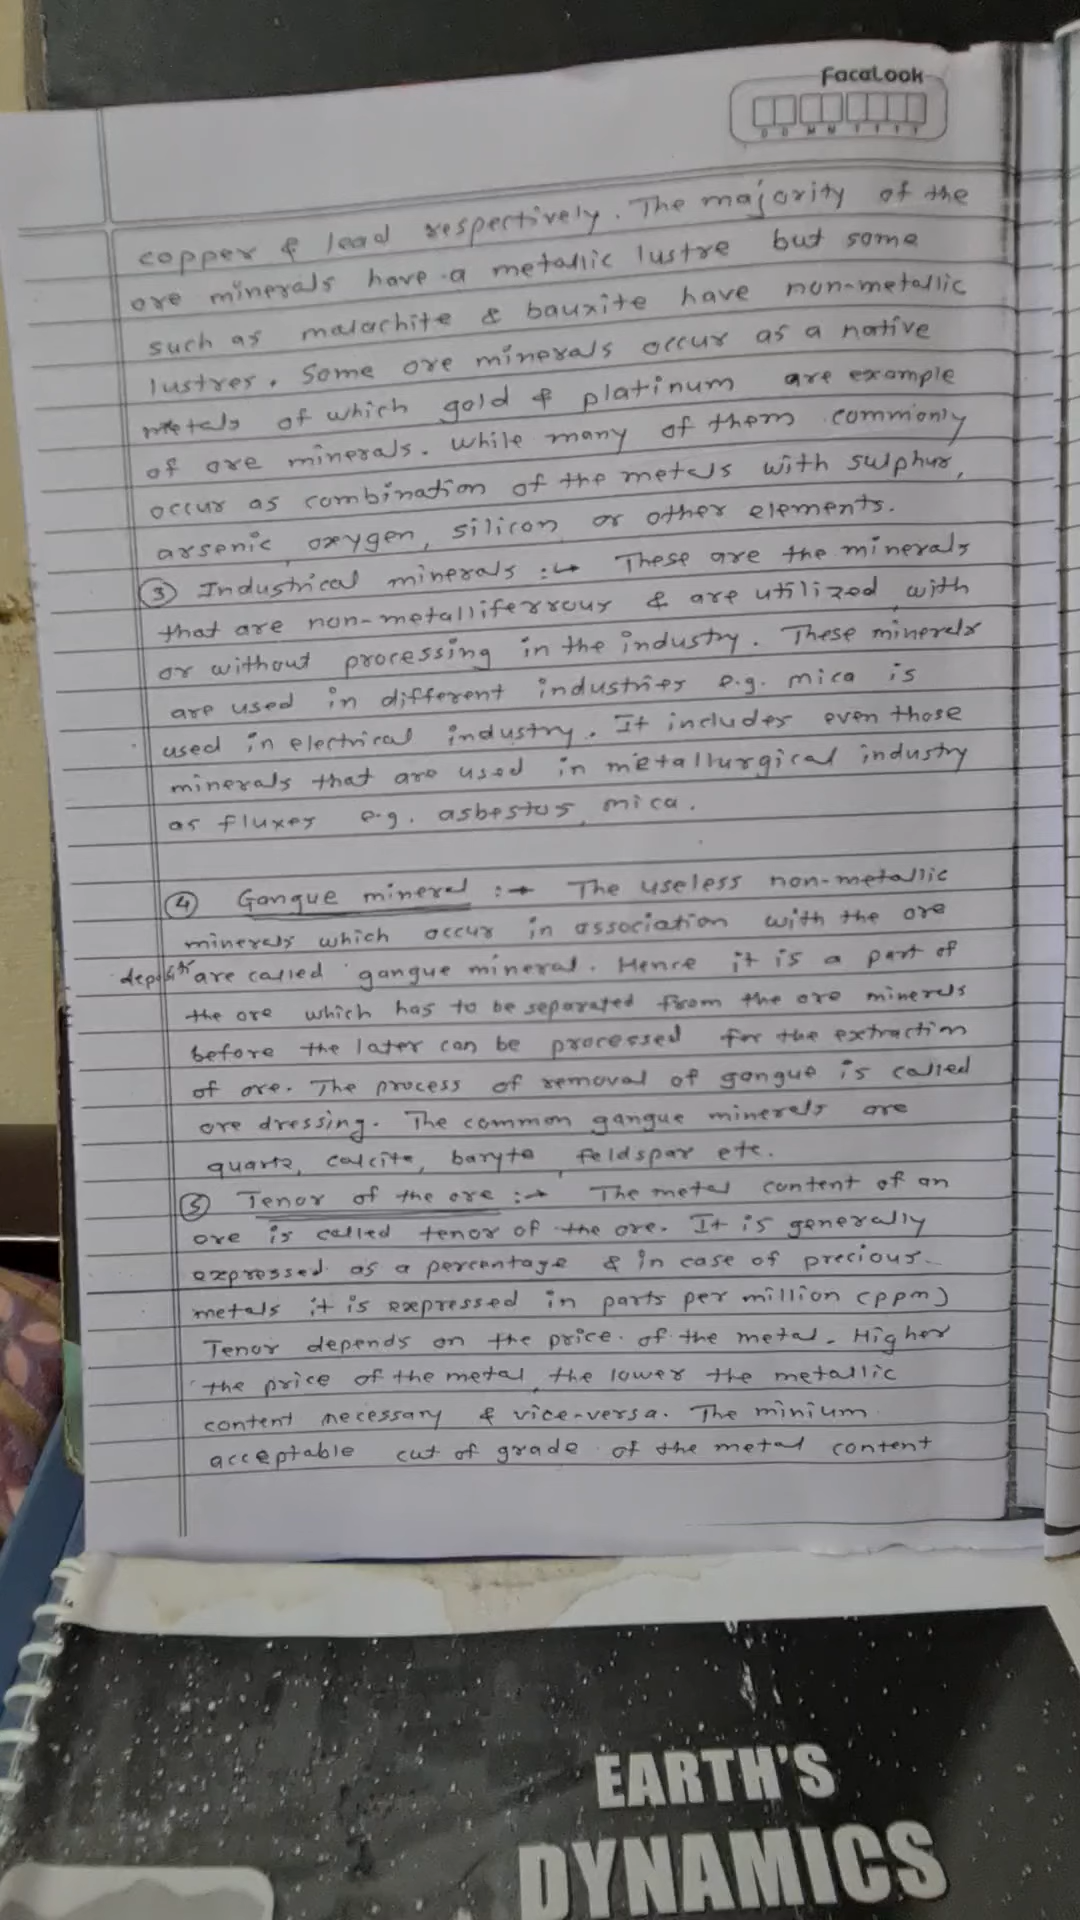 FacaLook
D D M M Y Y Y Y
copper & lead respectively. The majority of the
ore minerals have a metallic lustre but some
such as malachite & bauxite have non-metallic
lustres. Some ore minerals occur as a native
metals of which gold & platinum are example
of ore minerals. While many of them commonly
occur as combination of the metals with sulphur,
arsenic, oxygen, silicon or other elements.
③ Industrical minerals :→ These are the minerals
that are non-metalliferrous & are utilized with
or without processing in the industry. These minerals
are used in different industries e.g. mica is
used in electrical industry. It includes even those
minerals that are used in metallurgical industry
as fluxes e.g. asbestus, mica.
④ Gangue mineral :→ The useless non-metallic
minerals which occur in association with the ore
deposits are called gangue mineral. Hence it is a part of
the ore which has to be separated from the ore minerals
before the later can be processed for the extraction
of ore. The process of removal of gangue is called
ore dressing. The common gangue minerals are
quartz, calcite, baryte, feldspar etc.
⑤ Tenor of the ore :→ The metal content of an
ore is called tenor of the ore. It is generally
expressed as a percentage & in case of precious
metals it is expressed in parts per million (ppm)
Tenor depends on the price of the metal. Higher
the price of the metal, the lower the metallic
content necessary & vice-versa. The minium
acceptable cut of grade of the metal content
EARTH'S
DYNAMICS